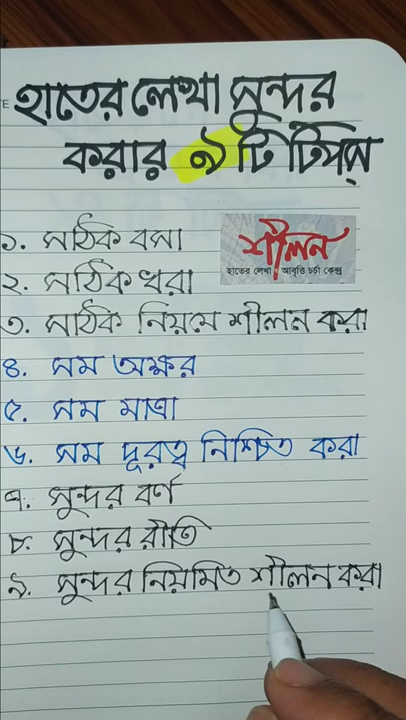 হাতের লেখা সুন্দর
করার ৯ টি টিপস্
১. সঠিক বসা
শীলন
হাতের লেখা আবৃত্তি চর্চা কেন্দ্র
২. সঠিক ধরা
৩. সঠিক নিয়মে শীলন করা
৪. সম অক্ষর
৫. সম মাত্রা
৬. সম দূরত্ব নিশ্চিত করা
৭. সুন্দর বর্ণ
৮. সুন্দর রীতি
৯. সুন্দর নিয়মিত শীলন করা